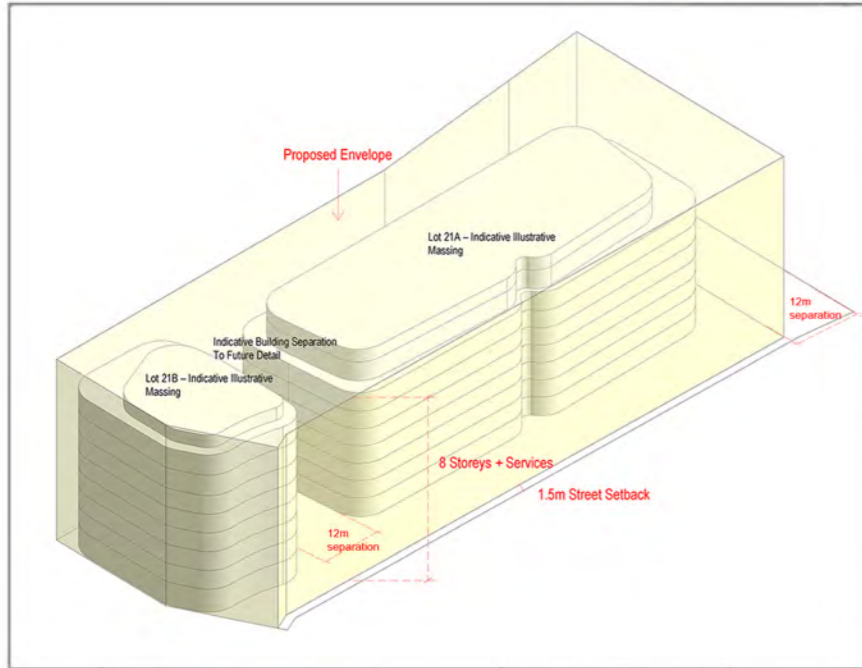 Proposed Envelope
Lot 21A – Indicative Illustrative
Massing
12m
separation
Indicative Building Separation
To Future Detail
Lot 21B – Indicative Illustrative
Massing
8 Storeys + Services
1.5m Street Setback
12m
separation